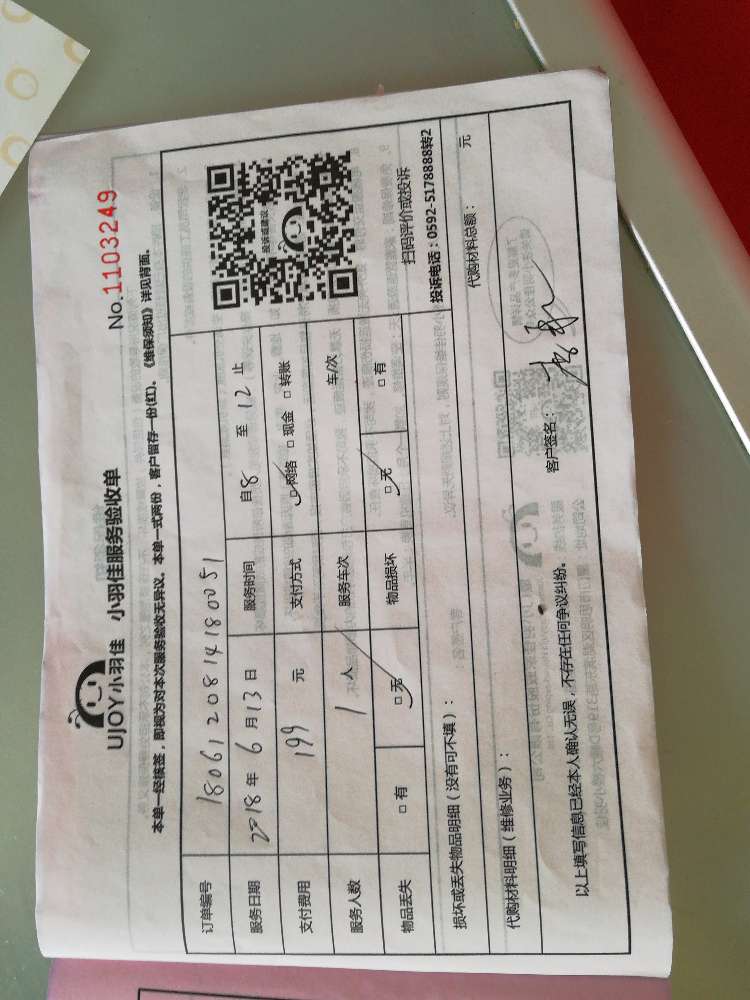 UJOY小羽佳 小羽佳服务验收单
No.1103249
本单一经核签，即视为对本次服务验收无异议。本单一式两份，客户留存一份(红)。《维保须知》详见背面。
订单编号 1806120814180051
服务日期 2018年6月13日 服务时间 自8 至12止
支付费用 199 元 支付方式 □网络 □现金 □转账
服务人数 1 人 服务车次 车/次
物品丢失 □有 □无 物品损坏 □无 □有
投诉或建议
扫码评价或投诉
投诉电话：0592-5178888转2
损坏或丢失物品明细（没有可不填）：
代购材料明细（维修业务）： 代购材料总额： 元
以上填写信息已经本人确认无误，不存在任何争议纠纷。 客户签名：